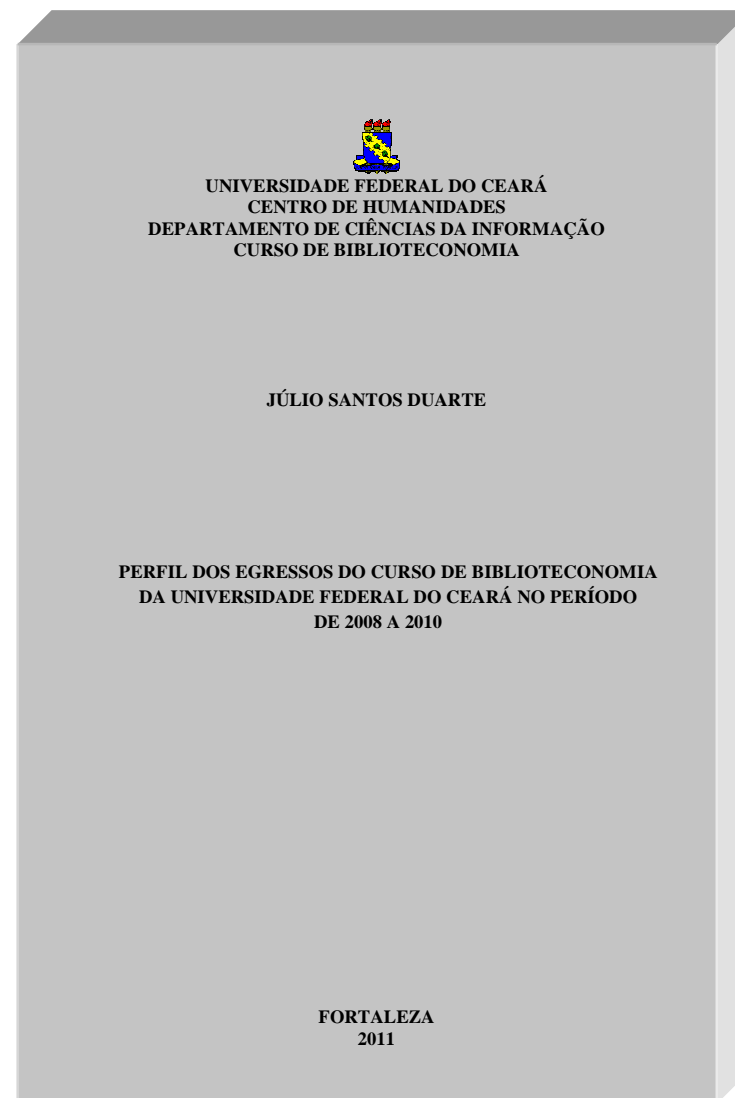 UNIVERSIDADE FEDERAL DO CEARÁ
CENTRO DE HUMANIDADES
DEPARTAMENTO DE CIÊNCIAS DA INFORMAÇÃO
CURSO DE BIBLIOTECONOMIA
JÚLIO SANTOS DUARTE
PERFIL DOS EGRESSOS DO CURSO DE BIBLIOTECONOMIA
DA UNIVERSIDADE FEDERAL DO CEARÁ NO PERÍODO
DE 2008 A 2010
FORTALEZA
2011